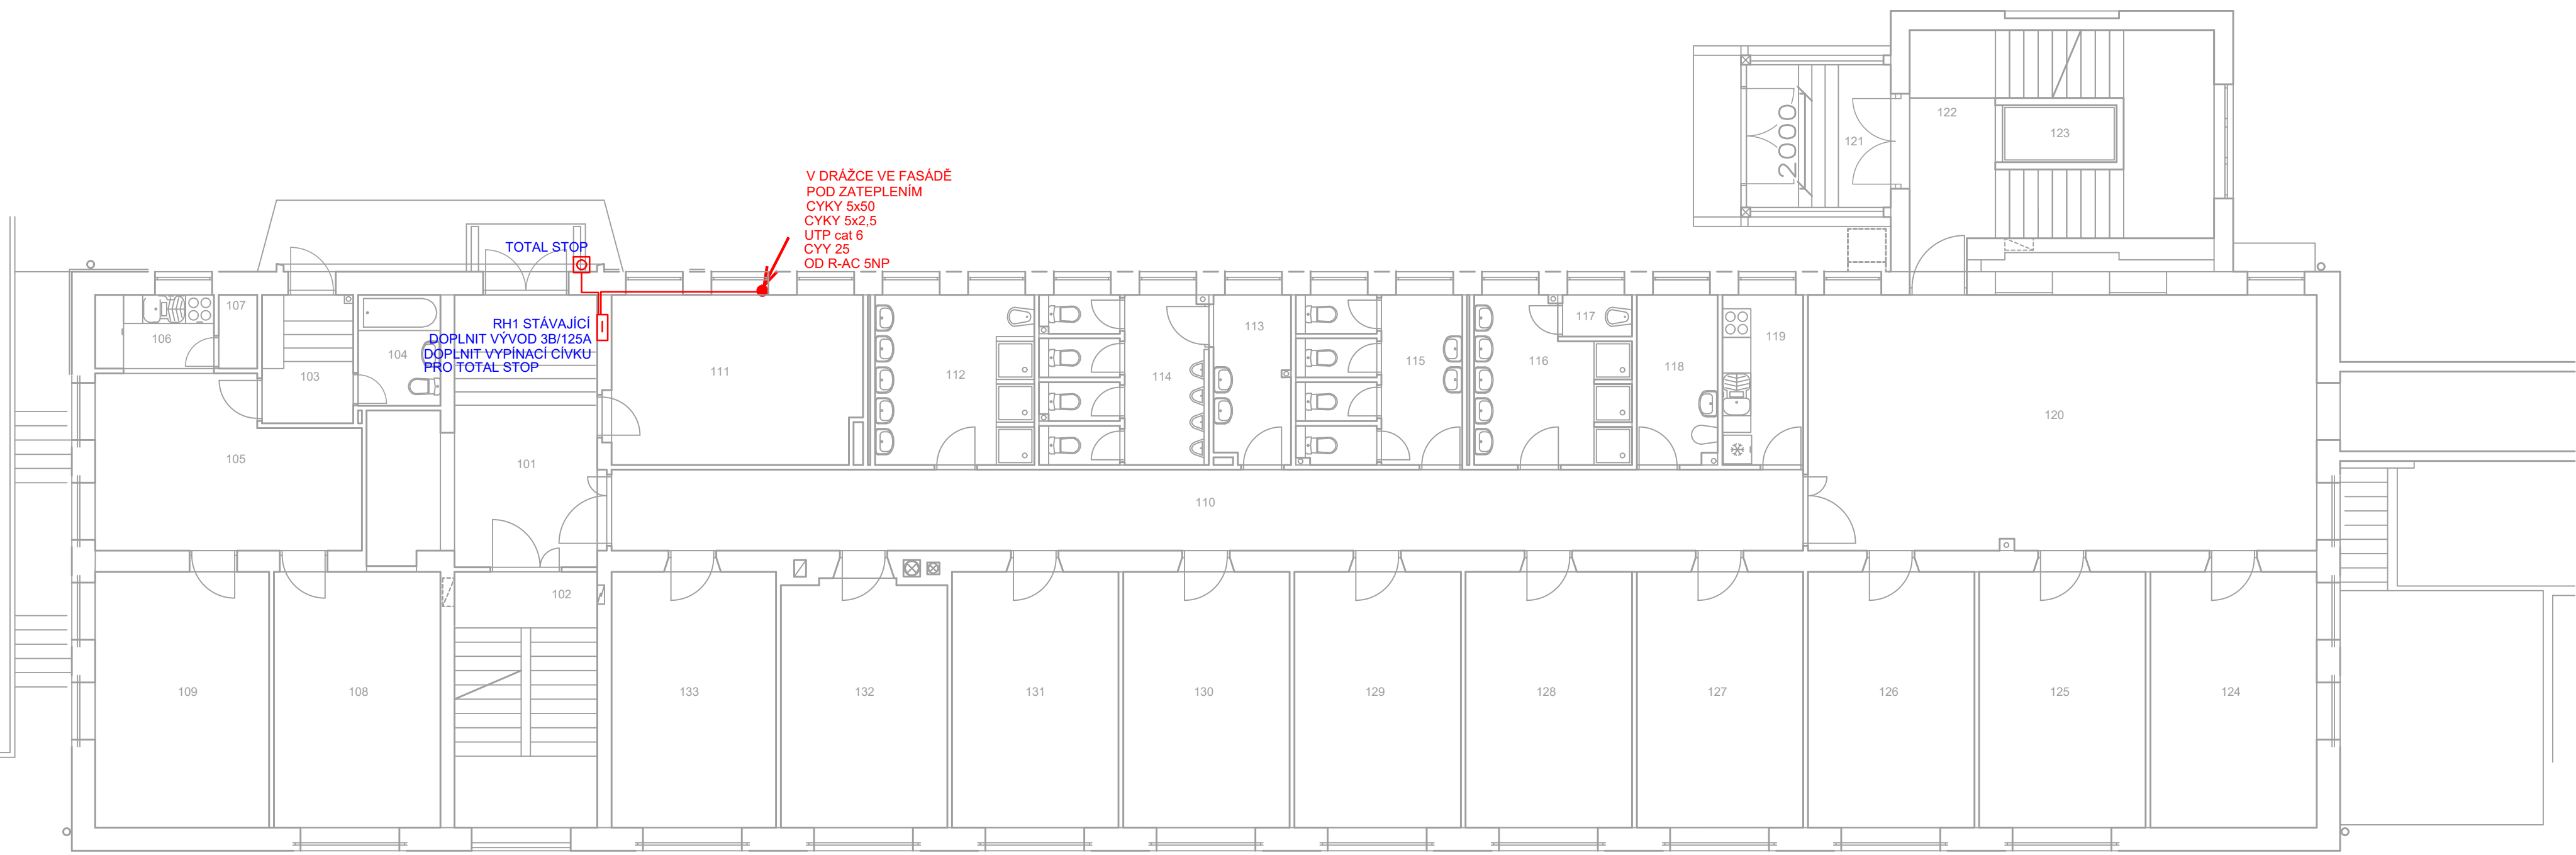 122
123
2000
121
V DRÁŽCE VE FASÁDĚ
POD ZATEPLENÍM
CYKY 5x50
CYKY 5x2,5
UTP cat 6
CYY 25
OD R-AC 5NP
TOTAL STOP
RH1 STÁVAJÍCÍ
DOPLNIT VÝVOD 3B/125A
DOPLNIT VYPÍNACÍ CÍVKU
PRO TOTAL STOP
107
106
104
103
105
101
102
111
112
114
113
115
116
117
118
119
120
110
109
108
133
132
131
130
129
128
127
126
125
124